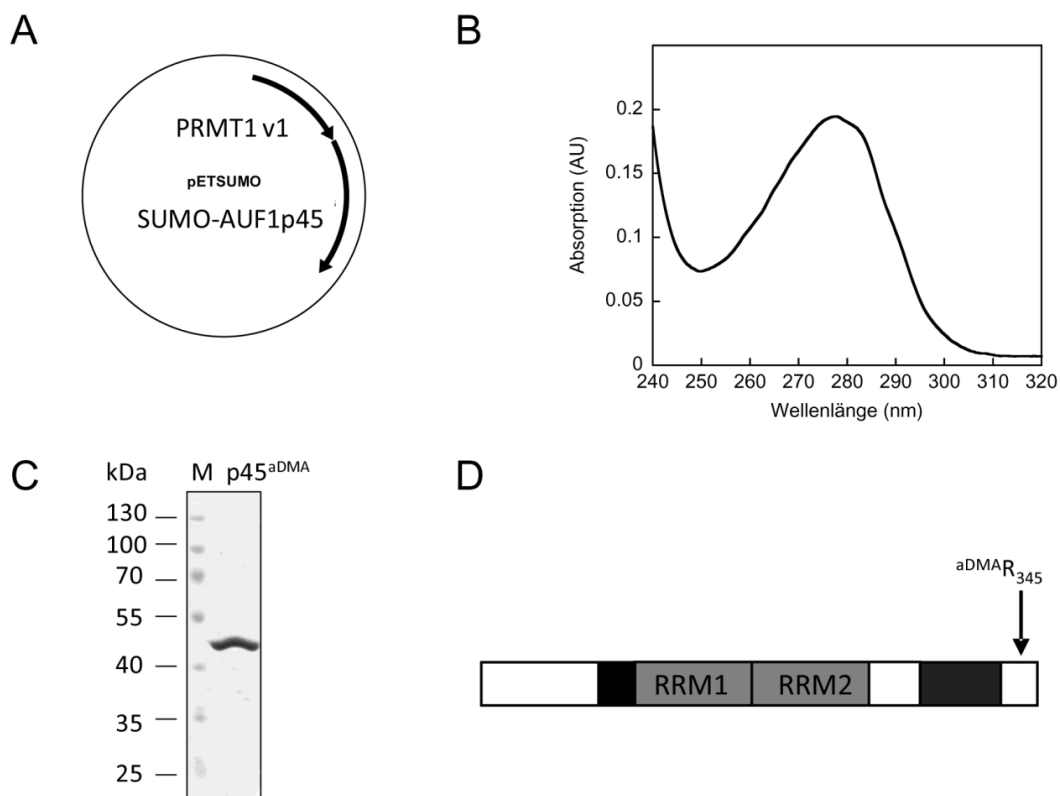 A
PRMT1 v1
pETSUMO
SUMO-AUF1p45
B
Absorption (AU)
0.2
0.15
0.1
0.05
0
240 250 260 270 280 290 300 310 320
Wellenlänge (nm)
C
kDa M p45aDMA
130
100
70
55
40
35
25
D
aDMAR345
RRM1 RRM2